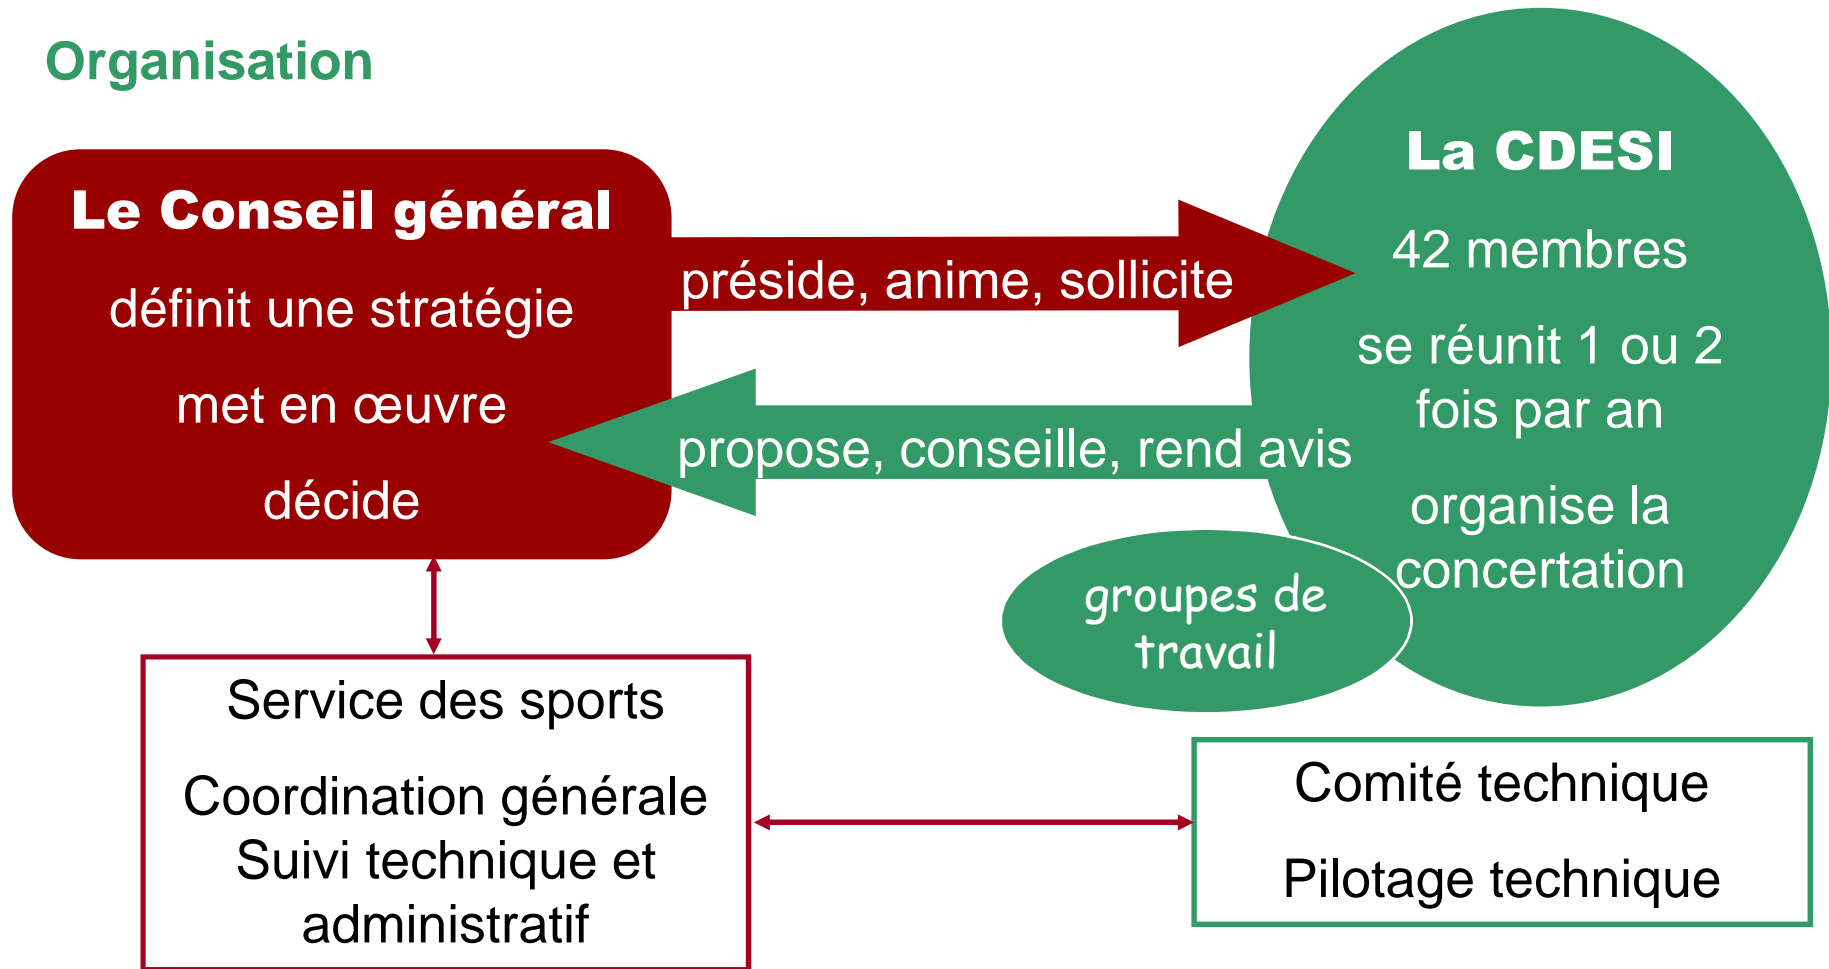 Organisation
Le Conseil général
définit une stratégie
met en œuvre
décide
préside, anime, sollicite
propose, conseille, rend avis
La CDESI
42 membres
se réunit 1 ou 2
fois par an
organise la
concertation
groupes de
travail
Service des sports
Coordination générale
Suivi technique et
administratif
Comité technique
Pilotage technique